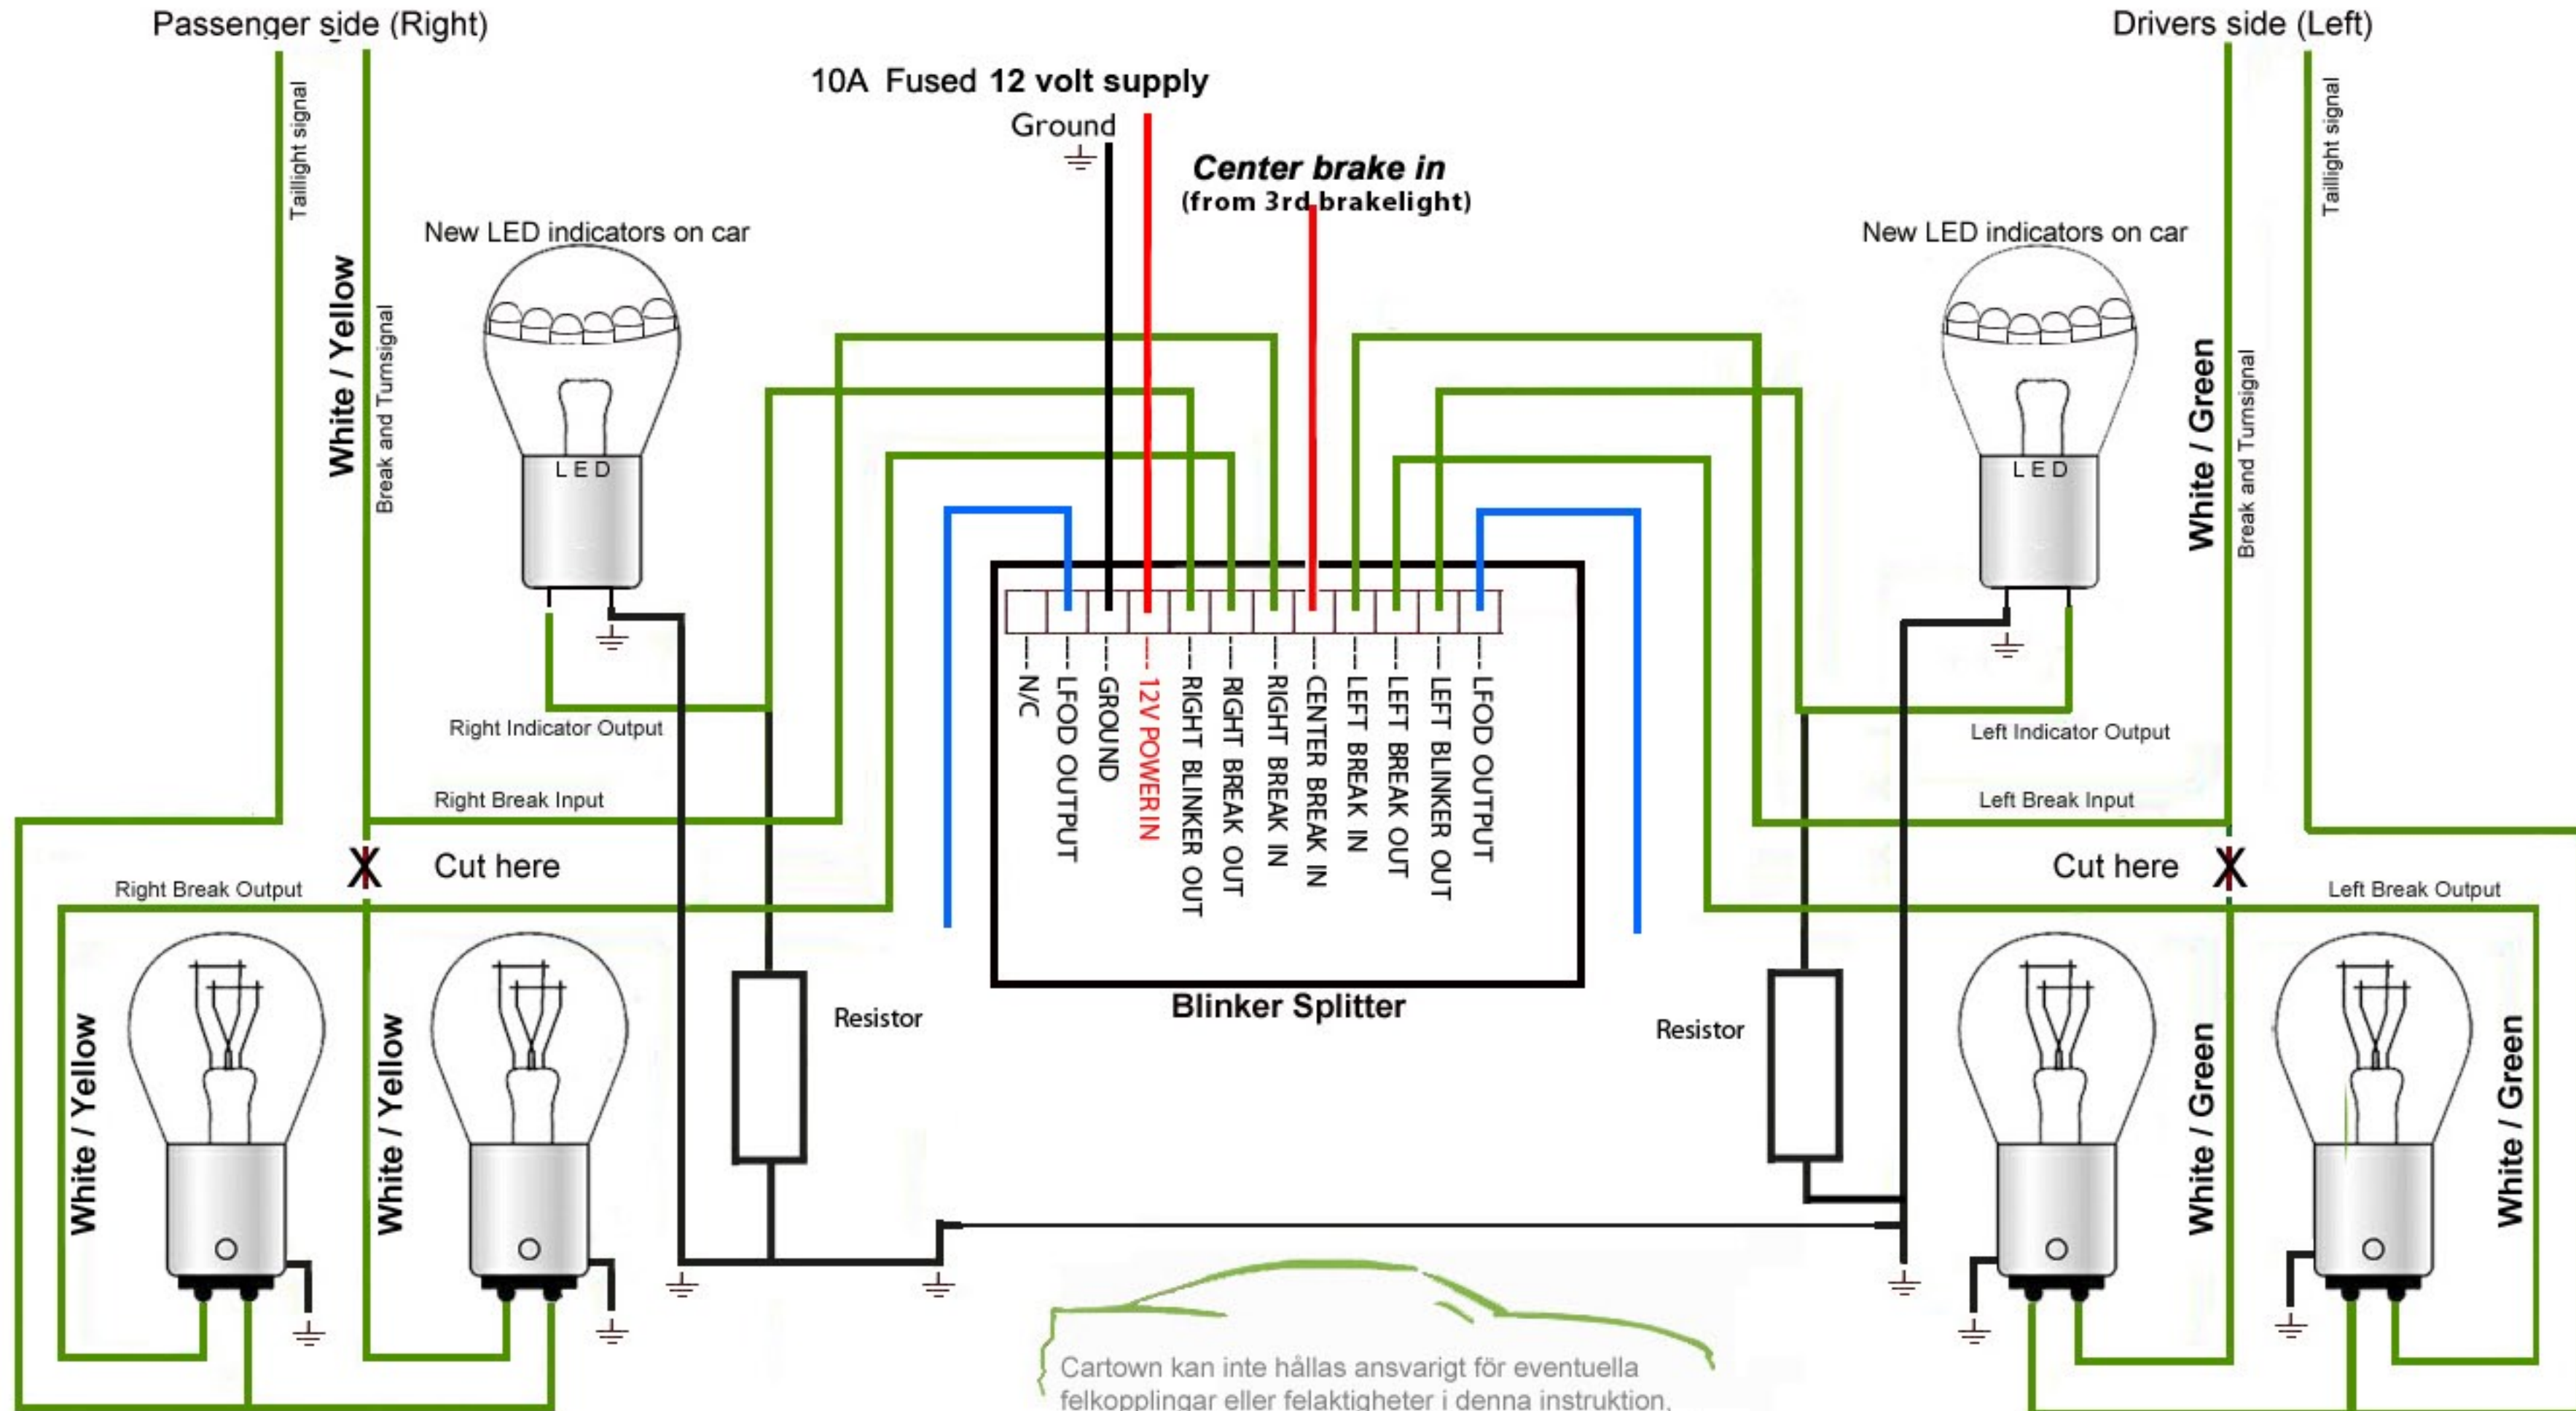 Passenger side (Right)
Drivers side (Left)
10A Fused 12 volt supply
Ground
Center brake in
(from 3rd brakelight)
Taillight signal
White / Yellow
Break and Turnsignal
New LED indicators on car
LED
New LED indicators on car
LED
White / Green
Break and Turnsignal
Taillight signal
N/C
LFOD OUTPUT
GROUND
12V POWER IN
RIGHT BLINKER OUT
RIGHT BREAK OUT
RIGHT BREAK IN
CENTER BREAK IN
LEFT BREAK IN
LEFT BREAK OUT
LEFT BLINKER OUT
LFOD OUTPUT
Right Indicator Output
Left Indicator Output
Right Break Input
Left Break Input
X Cut here
Cut here X
Right Break Output
Left Break Output
Blinker Splitter
Resistor
Resistor
White / Yellow
White / Yellow
White / Green
White / Green
Cartown kan inte hållas ansvarigt för eventuella
felkopplingar eller felaktigheter i denna instruktion.